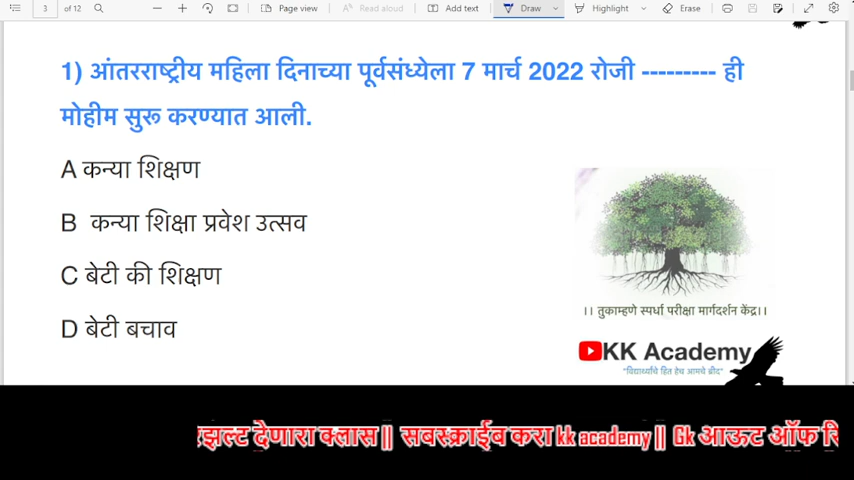 3 of 12 Page view Read aloud Add text Draw Highlight Erase
1) आंतरराष्ट्रीय महिला दिनाच्या पूर्वसंध्येला 7 मार्च 2022 रोजी --------- ही
मोहीम सुरू करण्यात आली.
A कन्या शिक्षण
B कन्या शिक्षा प्रवेश उत्सव
C बेटी की शिक्षण
D बेटी बचाव
।। तुकाम्हणे स्पर्धा परीक्षा मार्गदर्शन केंद्र।।
KK Academy
"विद्यार्थ्यांचे हित हेच आमचे ब्रीद"
देणारा क्लास || सबस्क्राईब करा kk academy || Gk आऊट ऑफ